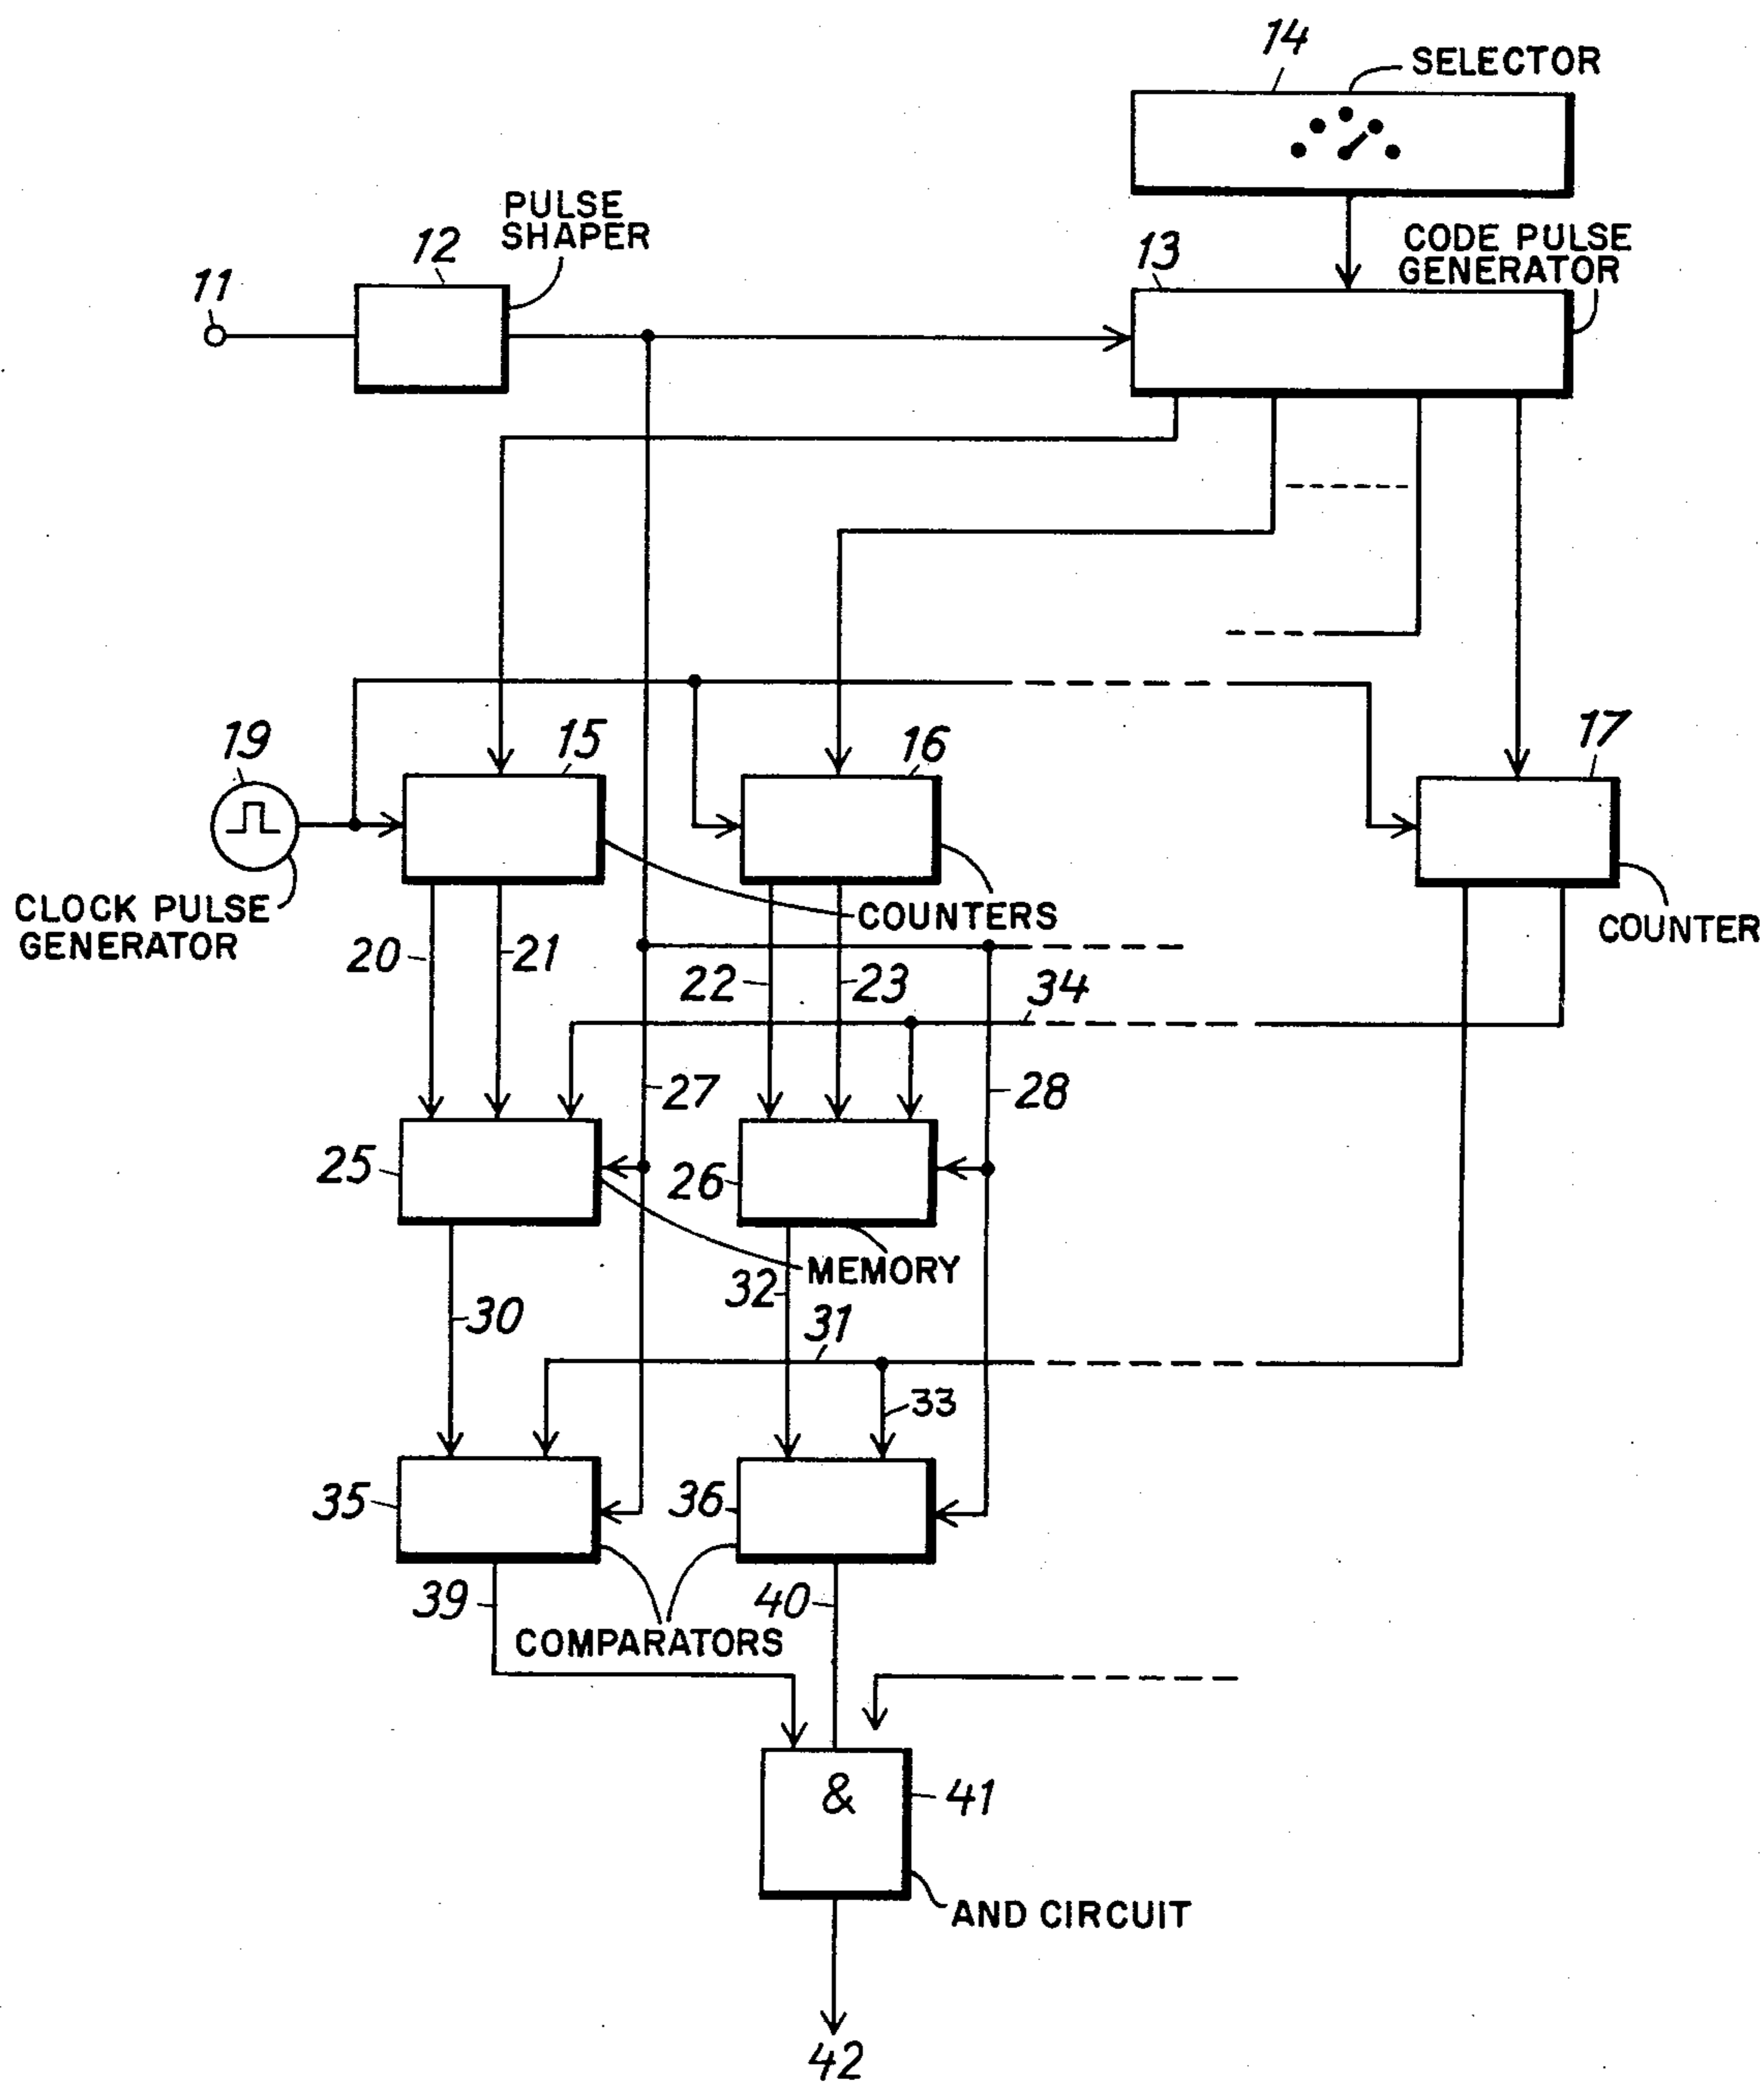 14
SELECTOR
PULSE
SHAPER
12
11
13
CODE PULSE
GENERATOR
19
15
16
17
CLOCK PULSE
GENERATOR
COUNTERS
COUNTER
20
21
22
23
34
27
28
25
26
MEMORY
32
30
31
33
35
36
39
40
COMPARATORS
&
41
AND CIRCUIT
42